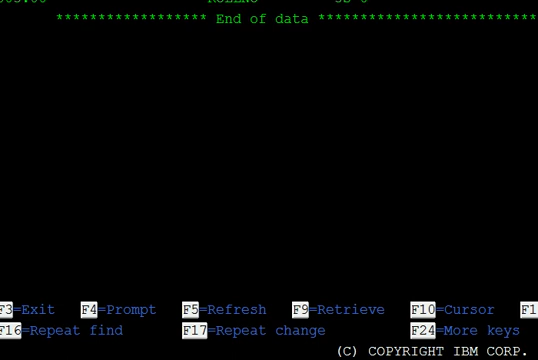 ****************** End of data **************************
F3=Exit F4=Prompt F5=Refresh F9=Retrieve F10=Cursor
F16=Repeat find F17=Repeat change F24=More keys
(C) COPYRIGHT IBM CORP.